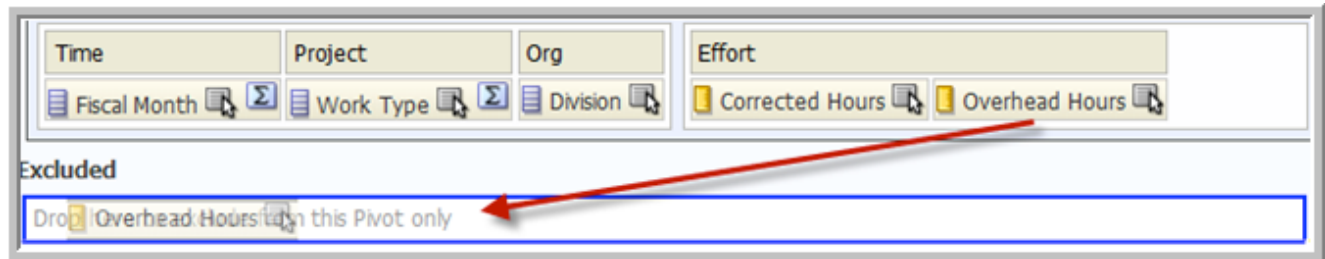 Time Project Org Effort
Fiscal Month Σ Work Type Σ Division Corrected Hours Overhead Hours
Excluded
Drop Overhead Hours this Pivot only